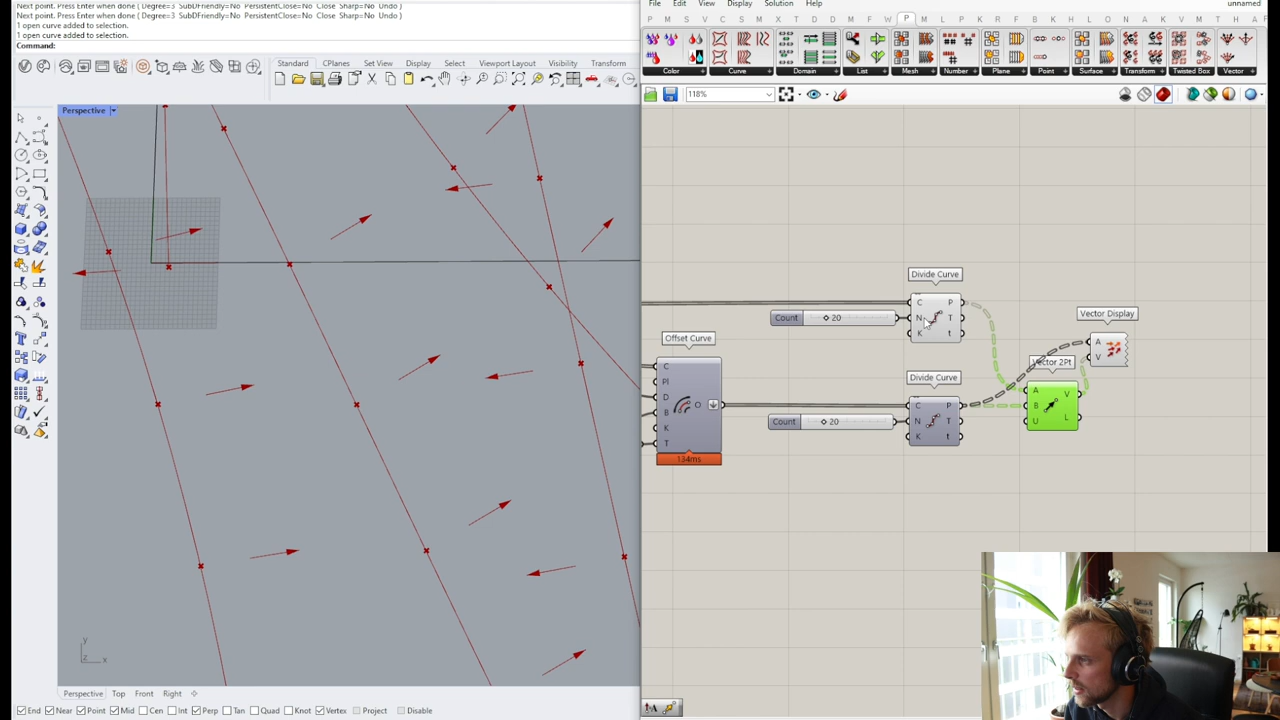 Next point. Press Enter when done ( Degree=3 SubDFriendly=No PersistentClose=No Close Sharp=No Undo )
Next point. Press Enter when done ( Degree=3 SubDFriendly=No PersistentClose=No Close Sharp=No Undo )
1 open curve added to selection.
1 open curve added to selection.
Command:
Standard CPlanes Set View Display Select Viewport Layout Visibility Transform
Perspective
y
z x
Perspective Top Front Right
End Near Point Mid Cen Int Perp Tan Quad Knot Vertex Project Disable
File Edit View Display Solution Help unnamed
P M S V C M S I T D R K B M A F W E L P M L C P M T C L S V H U W L A T M H A F
Color Curve Domain List Mesh Number Plane Point Surface Transform Twisted Box Vector
118%
Divide Curve
C P
N T
K t
Count 20
Vector Display
A
V
Offset Curve
C
Pl
D
B O
K
T
134ms
Divide Curve
C P
N T
K t
Count 20
Vector 2Pt
A V
B
U L